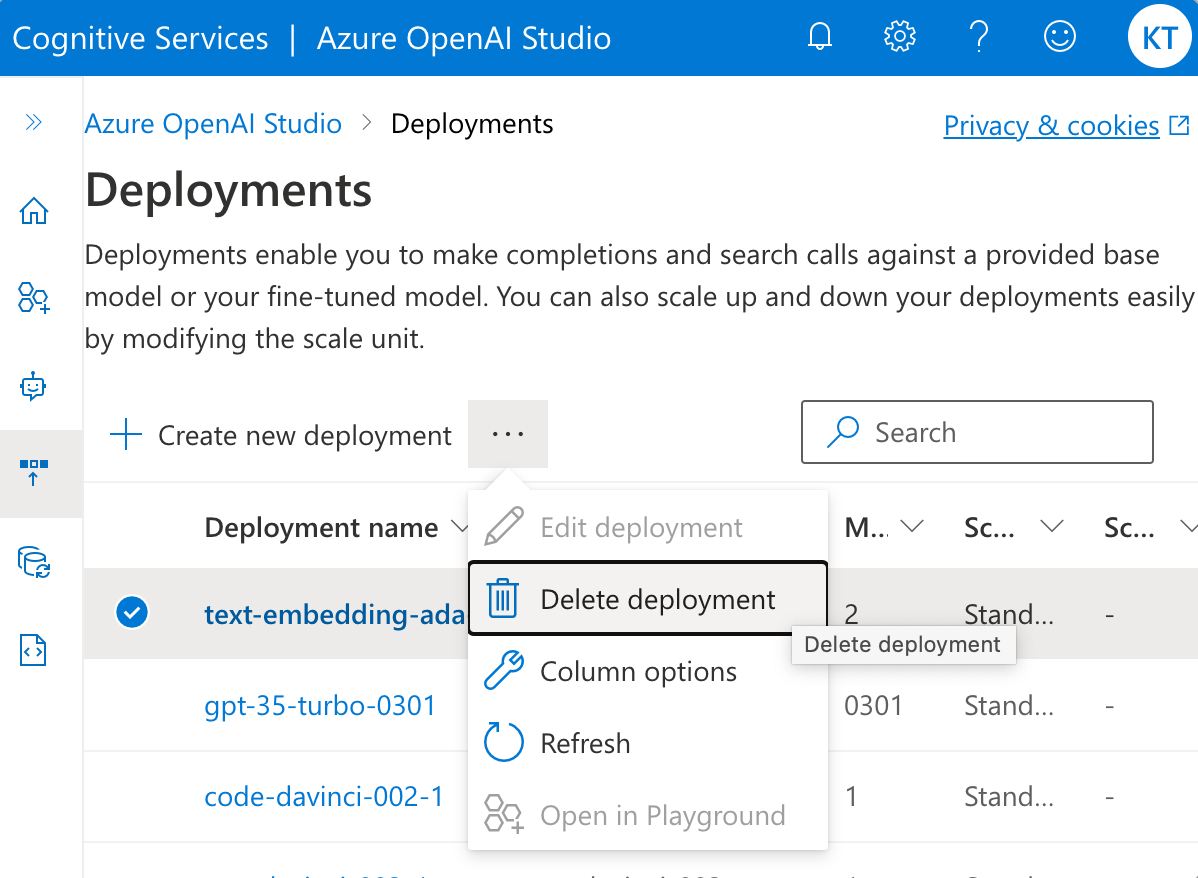 Cognitive Services | Azure OpenAI Studio
KT
Azure OpenAI Studio > Deployments
Privacy & cookies
Deployments
Deployments enable you to make completions and search calls against a provided base
model or your fine-tuned model. You can also scale up and down your deployments easily
by modifying the scale unit.
Create new deployment
...
Search
Deployment name
M...
Sc...
Sc...
Edit deployment
text-embedding-ada-
Delete deployment
2
Stand...
-
Delete deployment
Column options
gpt-35-turbo-0301
0301
Stand...
-
Refresh
code-davinci-002-1
1
Stand...
-
Open in Playground